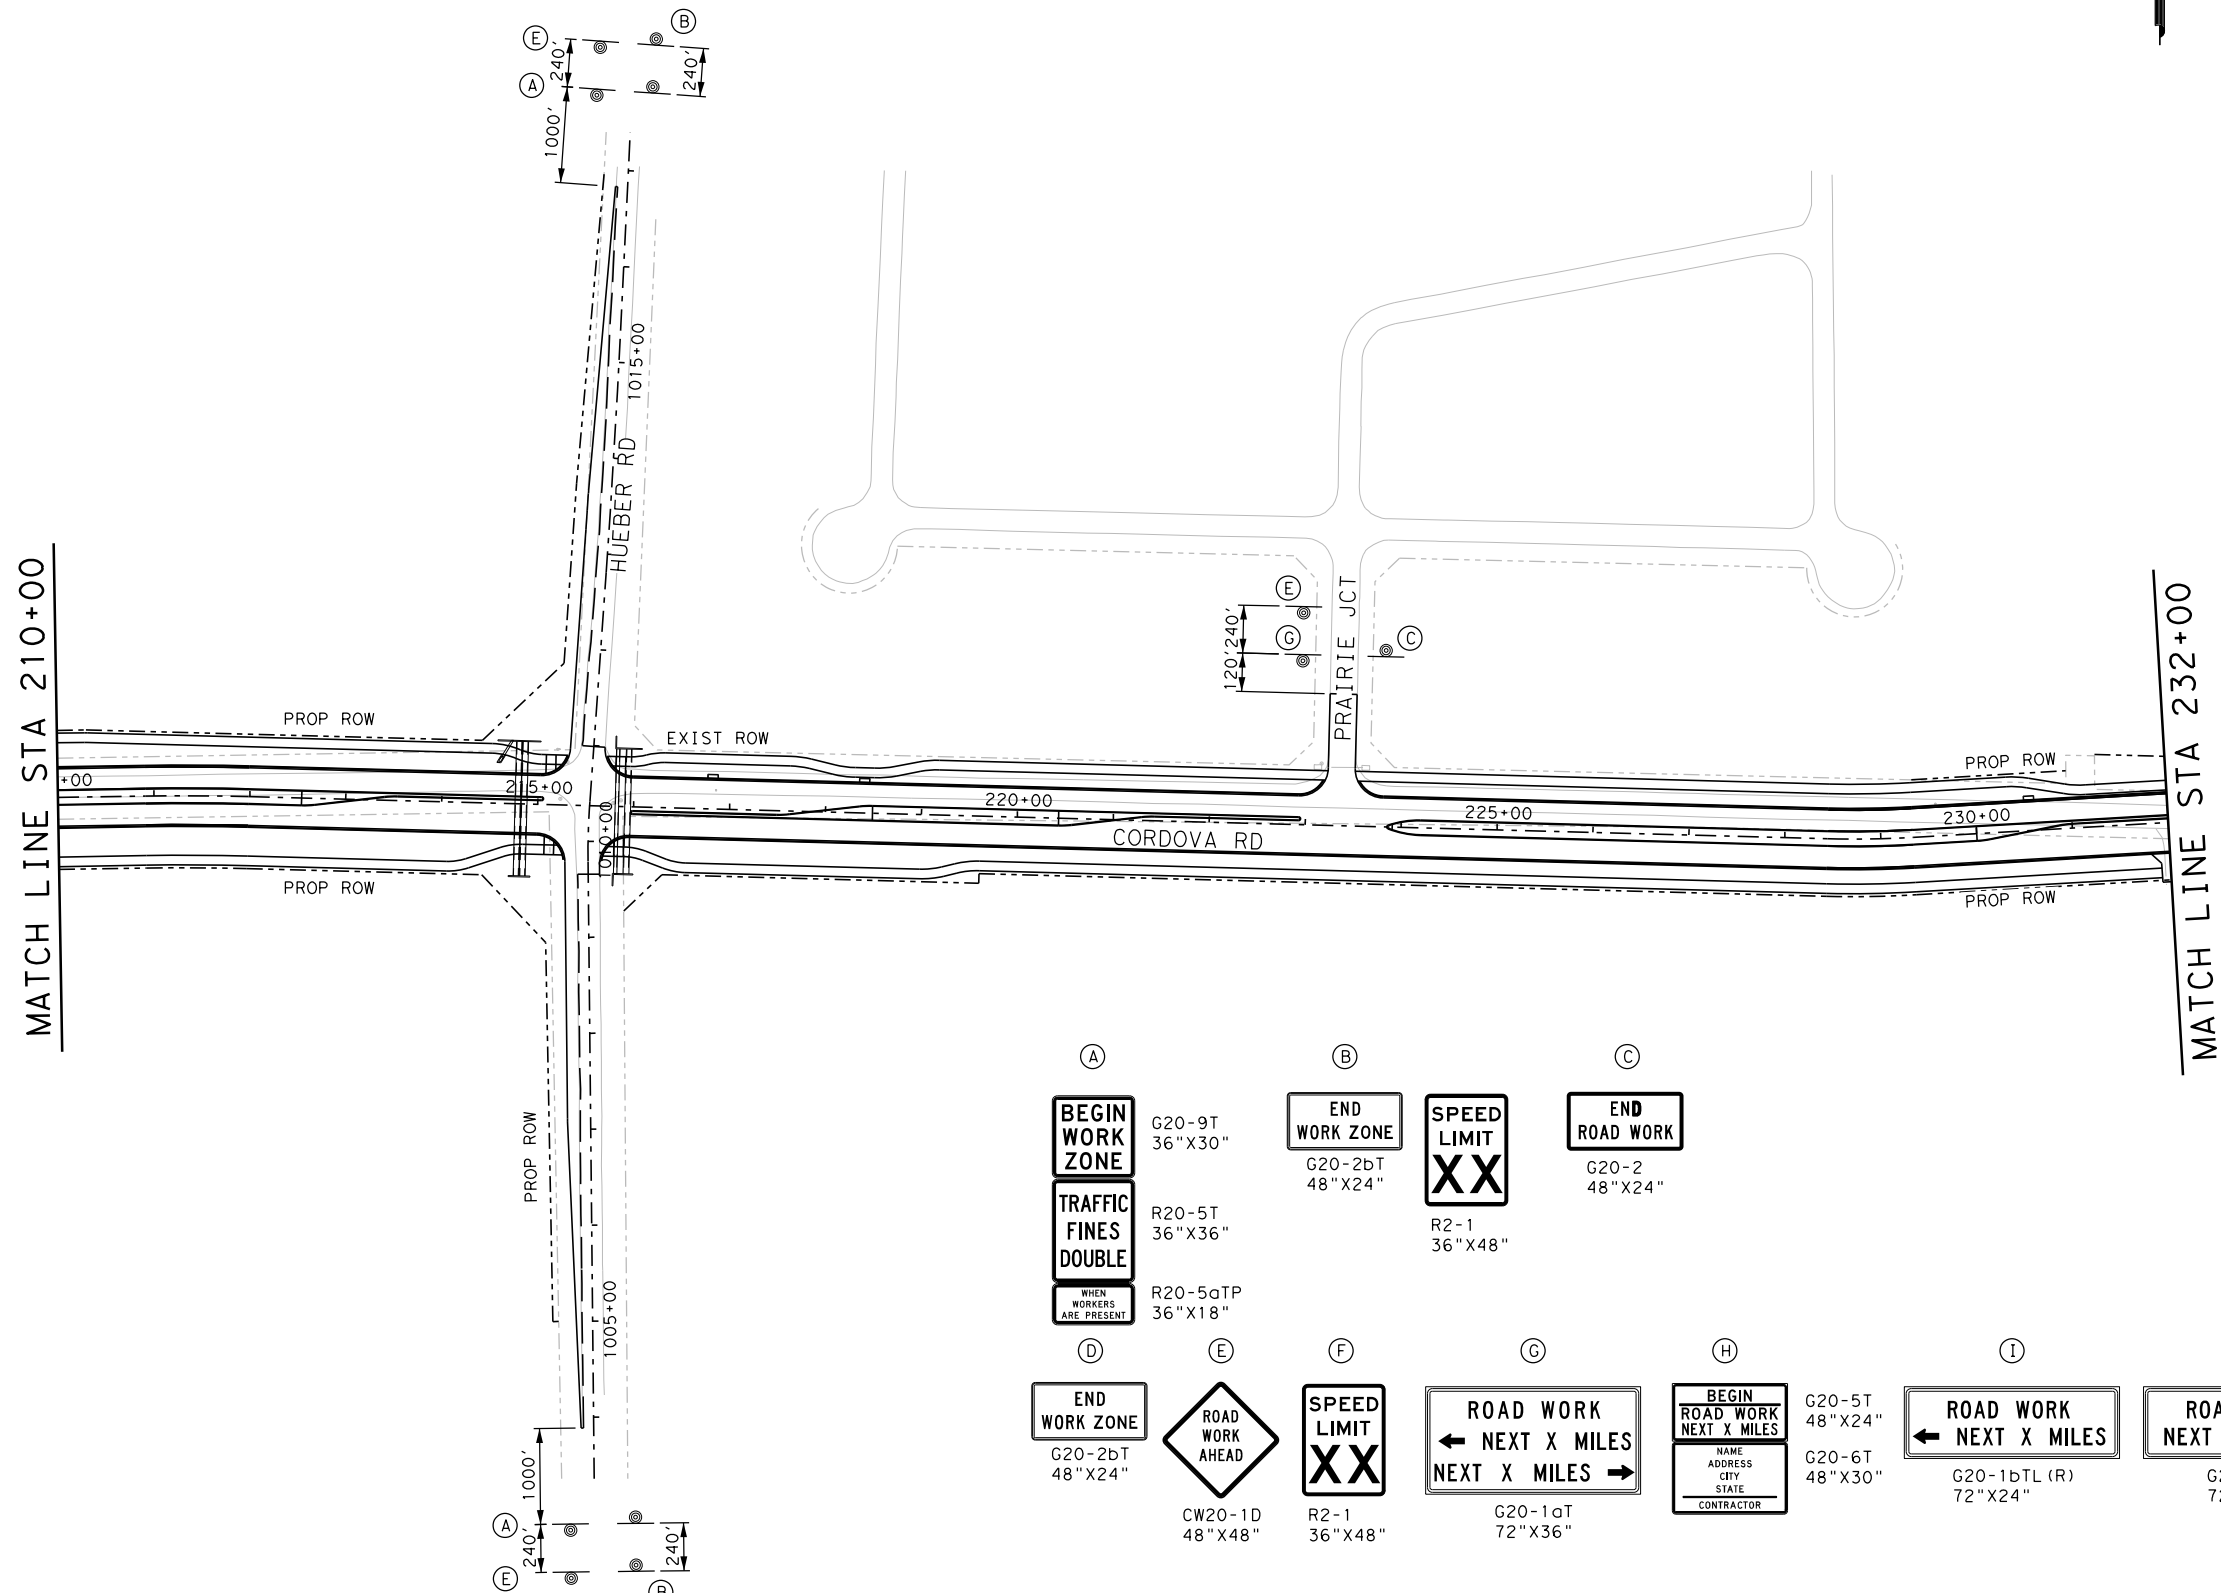 E
B
240'
240'
A
1000'
1015+00
HUEBER RD
E
PRAIRIE JCT
240'
G
C
120'
MATCH LINE STA 210+00
MATCH LINE STA 232+00
PROP ROW
EXIST ROW
PROP ROW
+00
215+00
220+00
225+00
230+00
CORDOVA RD
PROP ROW
PROP ROW
PROP ROW
1005+00
1000'
A
240'
240'
E
B
A
BEGIN
WORK
ZONE
G20-9T
36"X30"
TRAFFIC
FINES
DOUBLE
R20-5T
36"X36"
WHEN
WORKERS
ARE PRESENT
R20-5aTP
36"X18"
B
END
WORK ZONE
G20-2bT
48"X24"
SPEED
LIMIT
XX
R2-1
36"X48"
C
END
ROAD WORK
G20-2
48"X24"
D
END
WORK ZONE
G20-2bT
48"X24"
E
ROAD
WORK
AHEAD
CW20-1D
48"X48"
F
SPEED
LIMIT
XX
R2-1
36"X48"
G
ROAD WORK
← NEXT X MILES
NEXT X MILES →
G20-1aT
72"X36"
H
BEGIN
ROAD WORK
NEXT X MILES
G20-5T
48"X24"
NAME
ADDRESS
CITY
STATE
CONTRACTOR
G20-6T
48"X30"
I
ROAD WORK
← NEXT X MILES
G20-1bTL (R)
72"X24"
NEXT